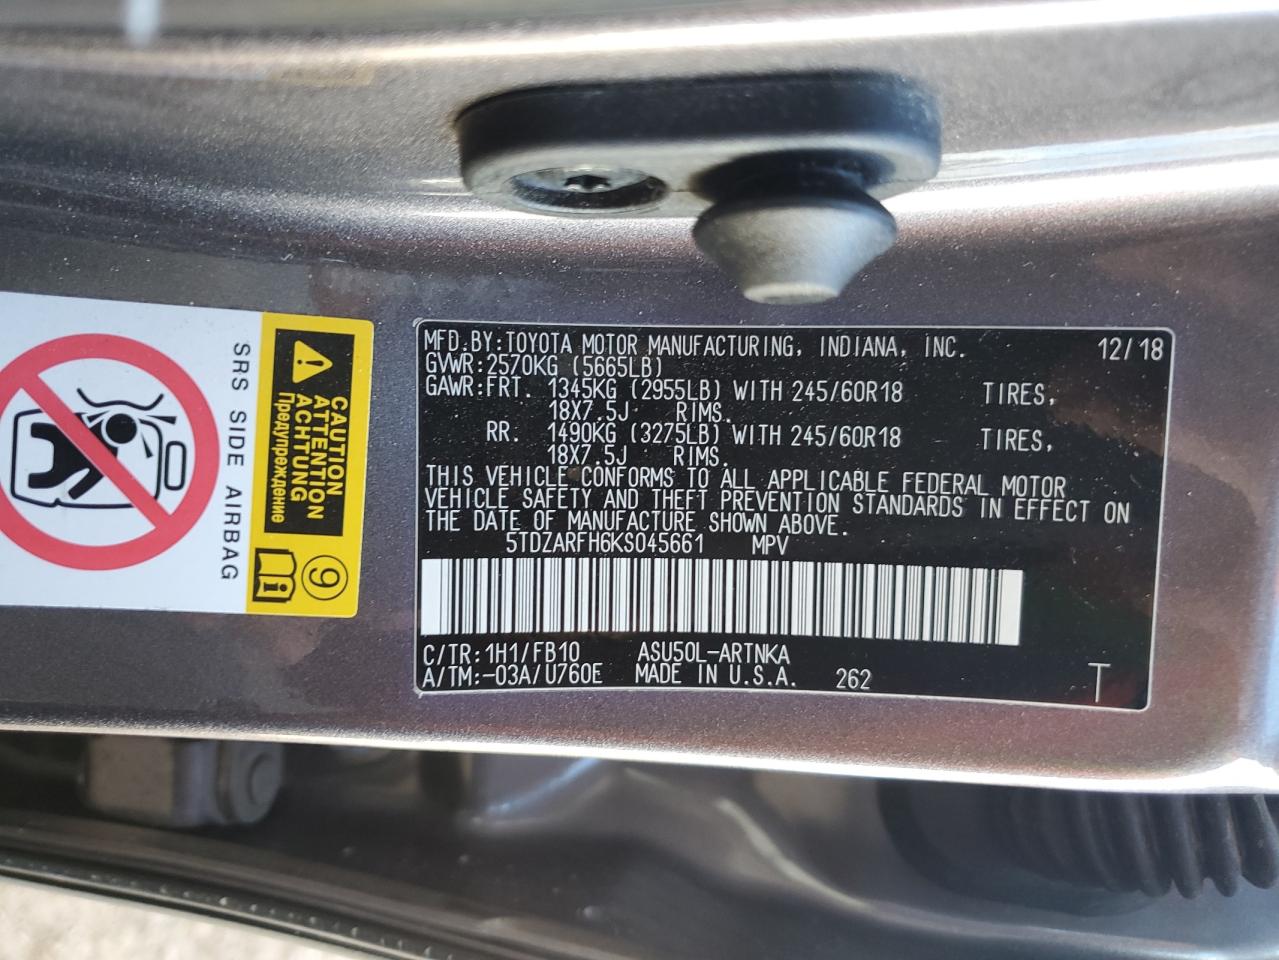 MFD.BY:TOYOTA MOTOR MANUFACTURING, INDIANA, INC. 12/18
GVWR:2570KG (5665LB)
GAWR:FRT. 1345KG (2955LB) WITH 245/60R18 TIRES,
18X7.5J RIMS.
RR. 1490KG (3275LB) WITH 245/60R18 TIRES,
18X7.5J RIMS.
THIS VEHICLE CONFORMS TO ALL APPLICABLE FEDERAL MOTOR
VEHICLE SAFETY AND THEFT PREVENTION STANDARDS IN EFFECT ON
THE DATE OF MANUFACTURE SHOWN ABOVE.
5TDZARFH6KS045661 MPV
C/TR:1H1/FB10 ASU50L-ARTNKA
A/TM:-03A/U760E MADE IN U.S.A. 262 T
CAUTION
ATTENTION
ACHTUNG
Предупреждение
9
i
SRS SIDE AIRBAG